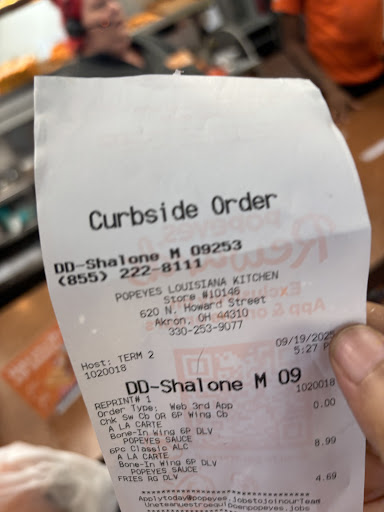 Curbside Order
DD-Shalone M 09253
(855) 222-8111
POPEYES LOUISIANA KITCHEN
Store #10146
620 N. Howard Street
Akron, OH 44310
330-253-9077
Host: TERM 2 09/19/2025
1020018 5:27 P
DD-Shalone M 09
1020018
REPRINT# 1
Order Type: Web 3rd App
Chk Sw Cb OR 6P Wing Cb 0.00
A LA CARTE
Bone-In Wing 6P DLV
POPEYES SAUCE
6Pc Classic ALC 8.99
A LA CARTE
Bone-In Wing 6P DLV
POPEYES SAUCE
FRIES RG DLV 4.69